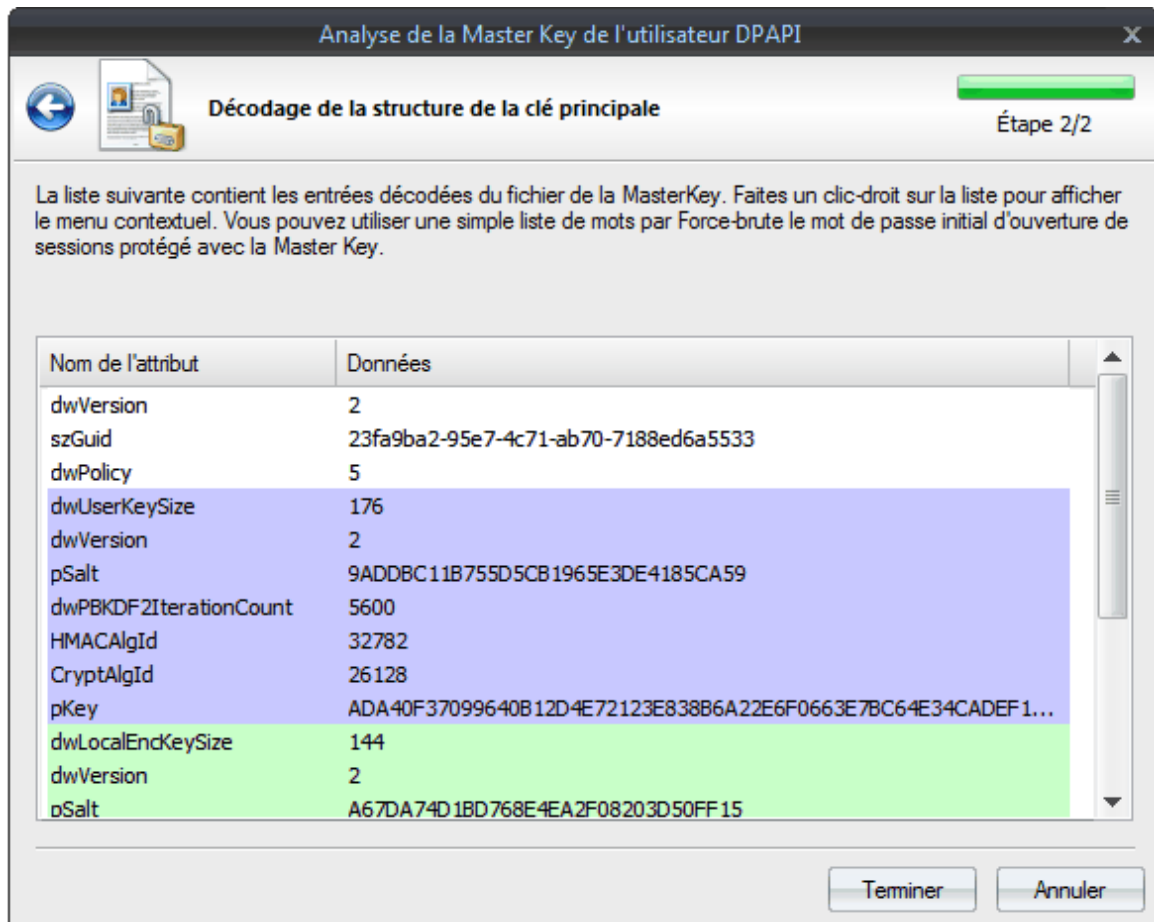 Analyse de la Master Key de l'utilisateur DPAPI
Décodage de la structure de la clé principale
Étape 2/2
La liste suivante contient les entrées décodées du fichier de la MasterKey. Faites un clic-droit sur la liste pour afficher
le menu contextuel. Vous pouvez utiliser une simple liste de mots par Force-brute le mot de passe initial d'ouverture de
sessions protégé avec la Master Key.
Nom de l'attribut Données
dwVersion 2
szGuid 23fa9ba2-95e7-4c71-ab70-7188ed6a5533
dwPolicy 5
dwUserKeySize 176
dwVersion 2
pSalt 9ADDBC11B755D5CB1965E3DE4185CA59
dwPBKDF2IterationCount 5600
HMACAlgId 32782
CryptAlgId 26128
pKey ADA40F37099640B12D4E72123E838B6A22E6F0663E7BC64E34CADEF1...
dwLocalEncKeySize 144
dwVersion 2
pSalt A67DA74D1BD768E4EA2F08203D50FF15
Terminer Annuler